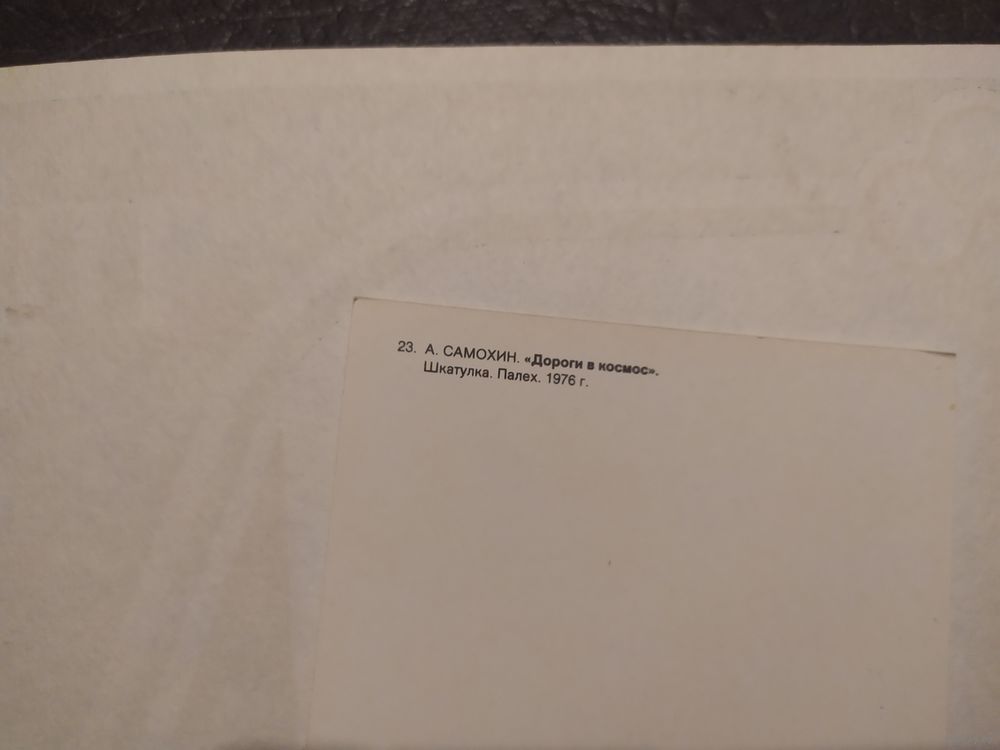 23. А. САМОХИН. «Дороги в космос».
Шкатулка. Палех. 1976 г.